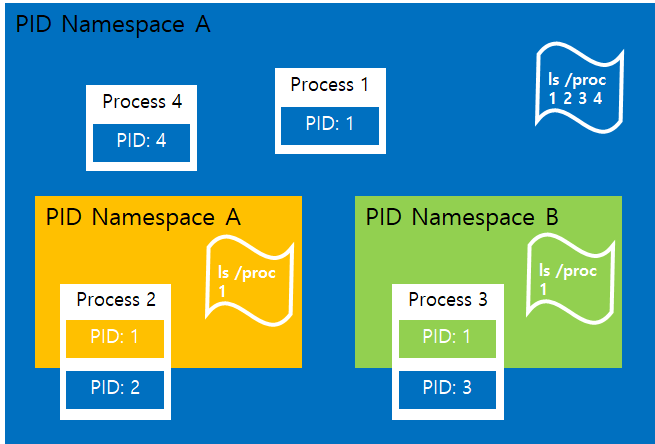 PID Namespace A
ls /proc
1 2 3 4
Process 1
PID: 1
Process 4
PID: 4
PID Namespace A
ls /proc
1
Process 2
PID: 1
PID: 2
PID Namespace B
ls /proc
1
Process 3
PID: 1
PID: 3